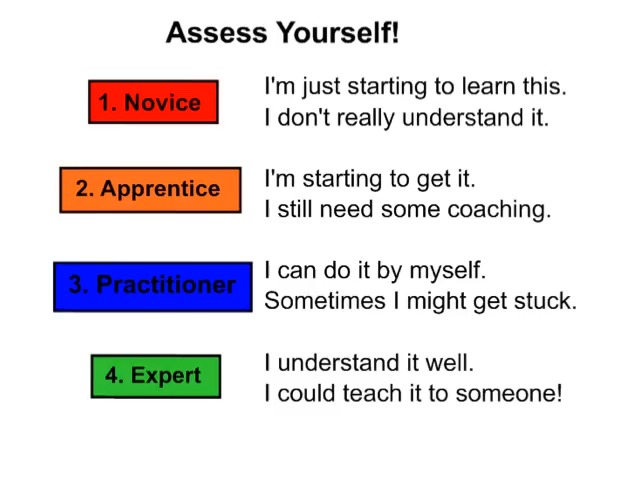 Assess Yourself!
1. Novice
I'm just starting to learn this.
I don't really understand it.
2. Apprentice
I'm starting to get it.
I still need some coaching.
3. Practitioner
I can do it by myself.
Sometimes I might get stuck.
4. Expert
I understand it well.
I could teach it to someone!